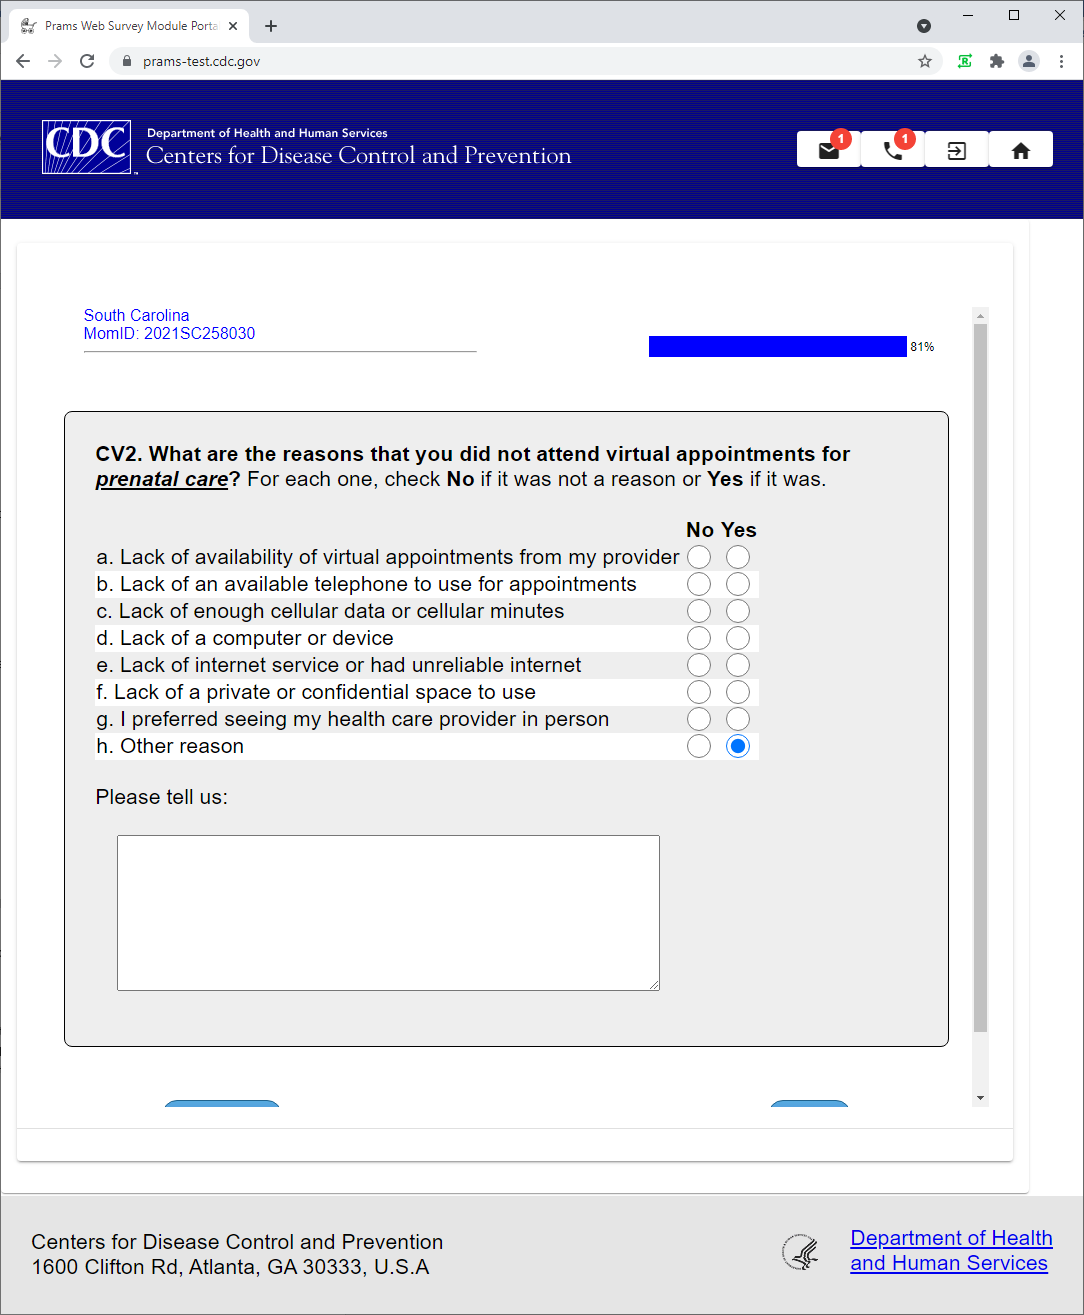 Prams Web Survey Module Porta
prams-test.cdc.gov
CDC
Department of Health and Human Services
Centers for Disease Control and Prevention
1
1
South Carolina
MomID: 2021SC258030
81%
CV2. What are the reasons that you did not attend virtual appointments for
prenatal care? For each one, check No if it was not a reason or Yes if it was.
No Yes
a. Lack of availability of virtual appointments from my provider
b. Lack of an available telephone to use for appointments
c. Lack of enough cellular data or cellular minutes
d. Lack of a computer or device
e. Lack of internet service or had unreliable internet
f. Lack of a private or confidential space to use
g. I preferred seeing my health care provider in person
h. Other reason
Please tell us:
Centers for Disease Control and Prevention
1600 Clifton Rd, Atlanta, GA 30333, U.S.A
Department of Health
and Human Services